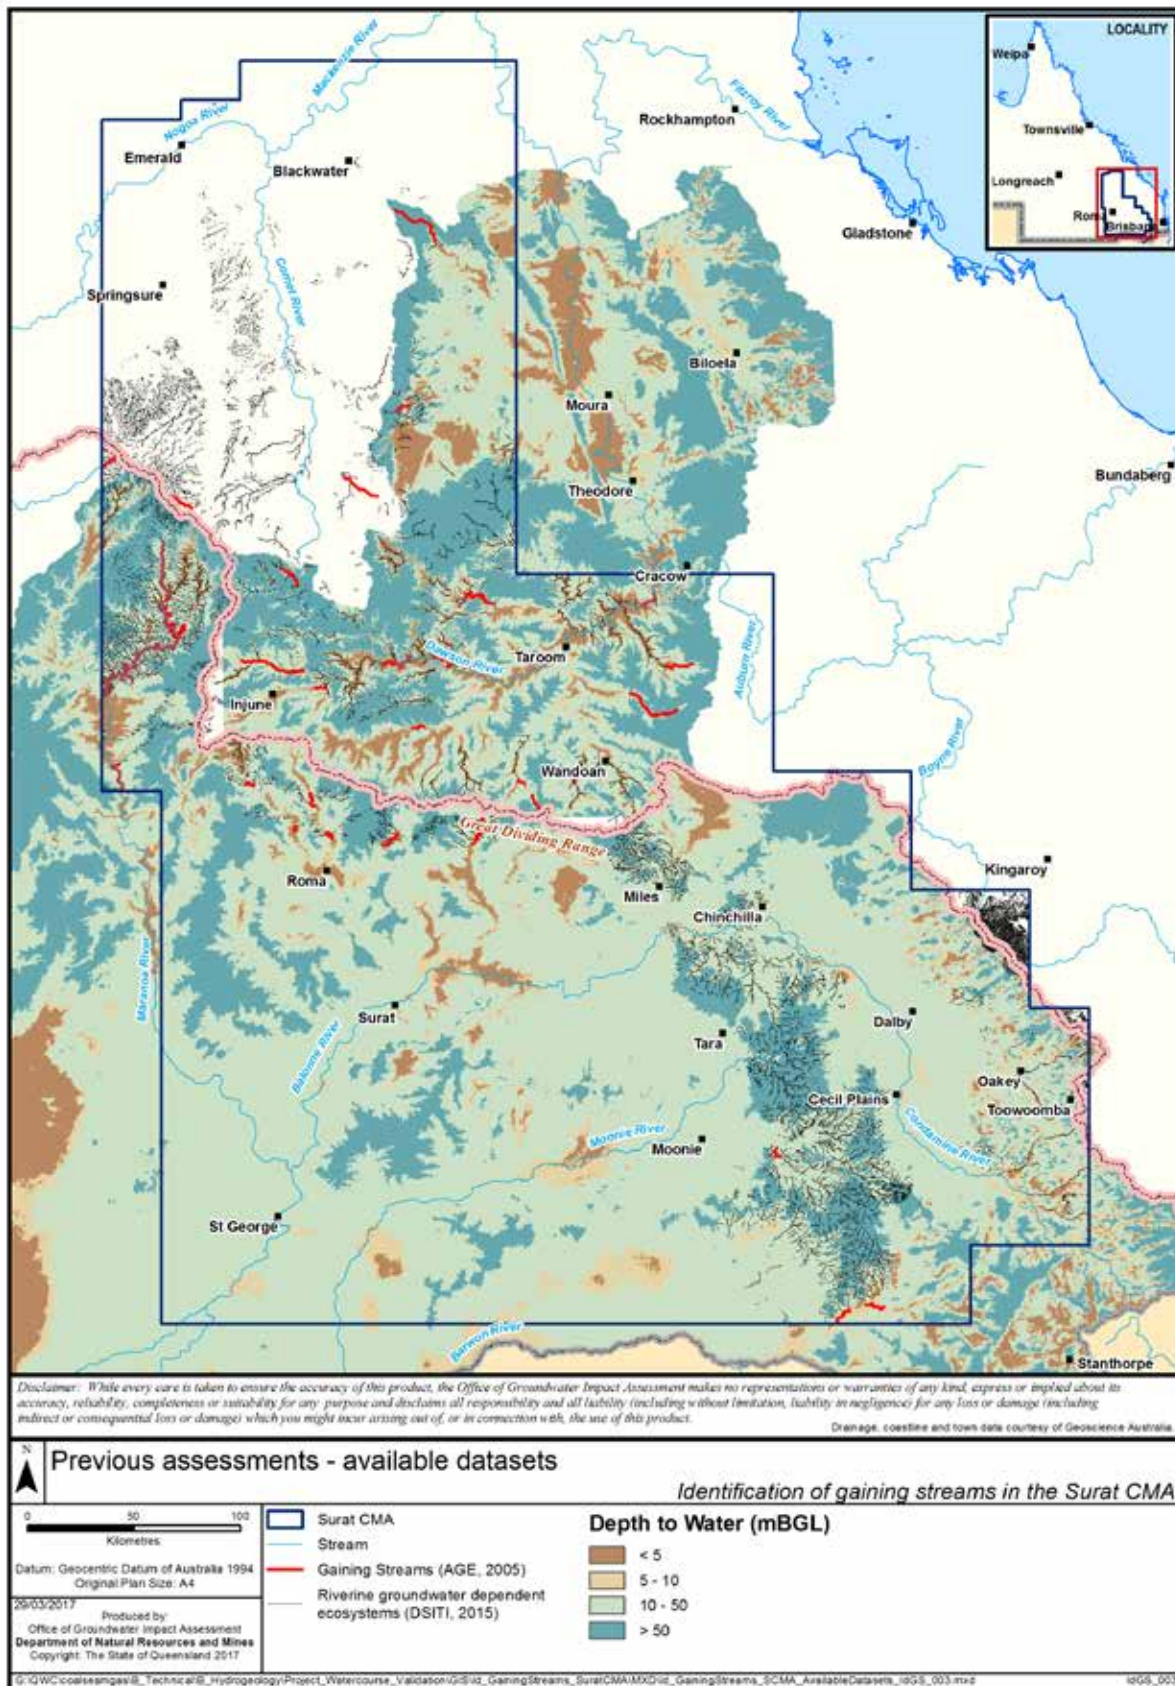 LOCALITY
Weipa
Townsville
Longreach
Roma
Brisbane
Mackenzie River
Fitzroy River
Rockhampton
Nogoa River
Emerald
Blackwater
Gladstone
Comet River
Springsure
Biloela
Moura
Bundaberg
Theodore
Cracow
Auburn River
Dawson River
Taroom
Injune
Boyne River
Wandoan
Great Dividing Range
Kingaroy
Roma
Miles
Chinchilla
Maranoa River
Surat
Dalby
Balonne River
Tara
Oakey
Cecil Plains
Toowoomba
Condamine River
Moonie River
Moonie
St George
Barwon River
Stanthorpe
Disclaimer: While every care is taken to ensure the accuracy of this product, the Office of Groundwater Impact Assessment makes no representations or warranties of any kind, express or implied about its
accuracy, reliability, completeness or suitability for any purpose and disclaims all responsibility and all liability (including without limitation, liability in negligence) for any loss or damage (including
indirect or consequential loss or damage) which you might incur arising out of, or in connection with, the use of this product.
Drainage, coastline and town data courtesy of Geoscience Australia.
N
Previous assessments - available datasets
Identification of gaining streams in the Surat CMA
0 50 100
Kilometres
Datum: Geocentric Datum of Australia 1994
Original Plan Size: A4
29/03/2017
Produced by:
Office of Groundwater Impact Assessment
Department of Natural Resources and Mines
Copyright: The State of Queensland 2017
Surat CMA
Stream
Gaining Streams (AGE, 2005)
Riverine groundwater dependent
ecosystems (DSITI, 2015)
Depth to Water (mBGL)
< 5
5 - 10
10 - 50
> 50
G:\QWC\coalseamgas\B_Technical\B_Hydrogeology\Project_Watercourse_Validation\GIS\Id_GainingStreams_SuratCMA\MXD\Id_GainingStreams_SCMA_AvailableDatasets_IdGS_003.mxd
IdGS_003